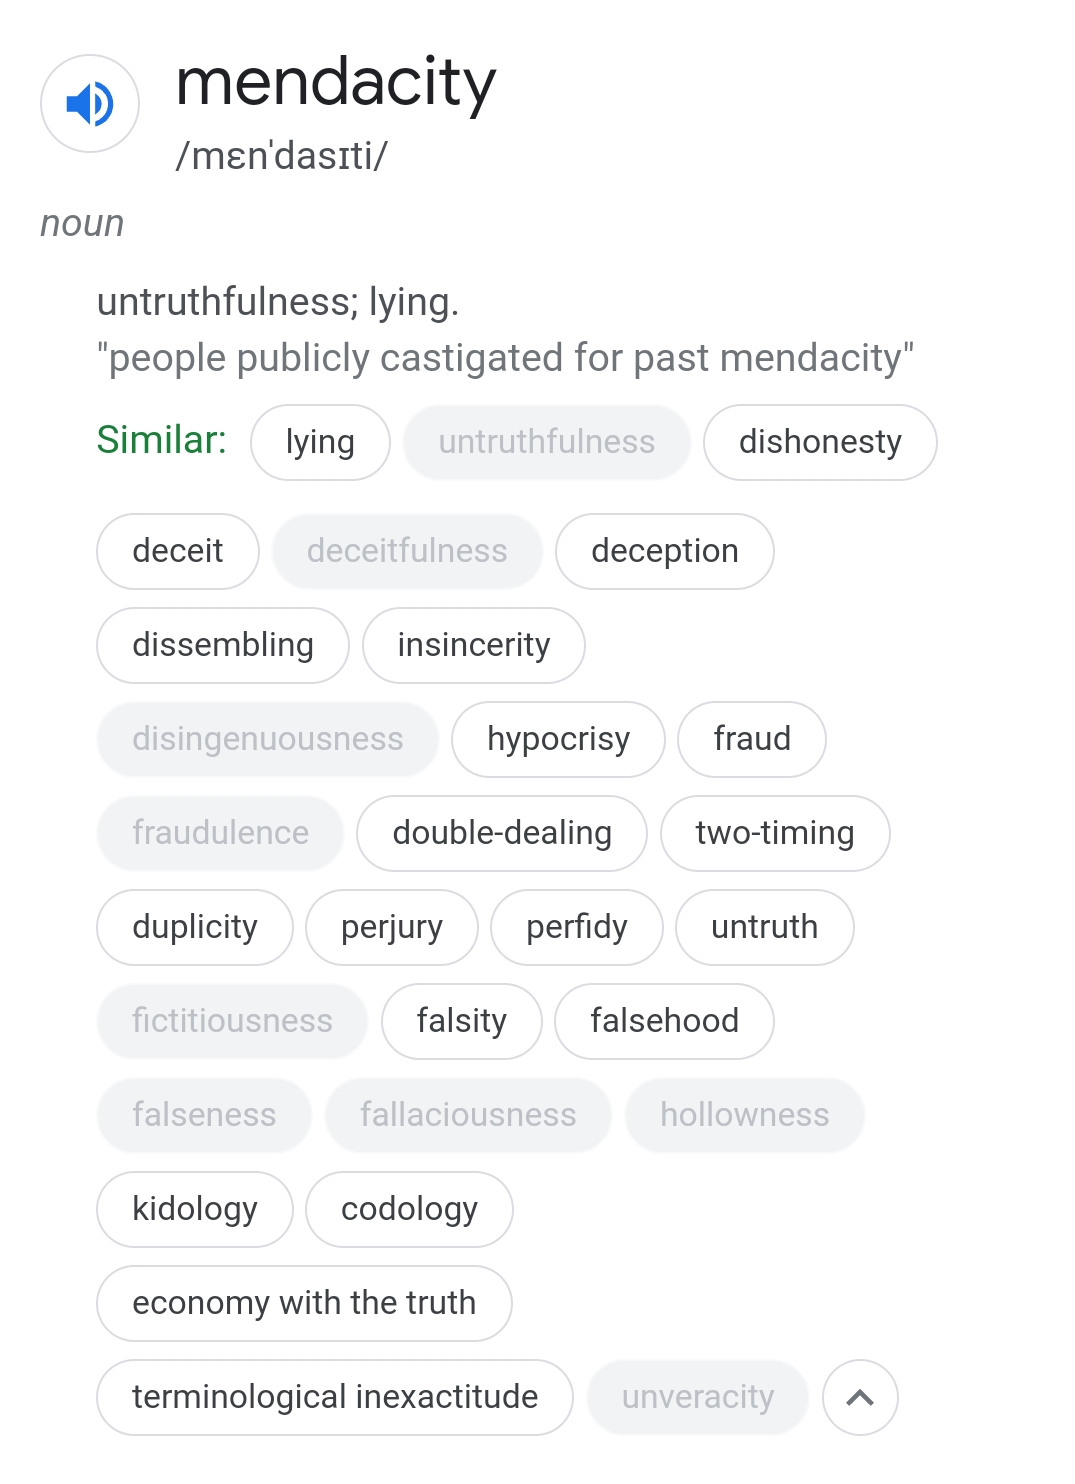 mendacity
/mɛnˈdasɪti/
noun
untruthfulness; lying.
"people publicly castigated for past mendacity"
Similar: lying untruthfulness dishonesty
deceit deceitfulness deception
dissembling insincerity
disingenuousness hypocrisy fraud
fraudulence double-dealing two-timing
duplicity perjury perfidy untruth
fictitiousness falsity falsehood
falseness fallaciousness hollowness
kidology codology
economy with the truth
terminological inexactitude unveracity